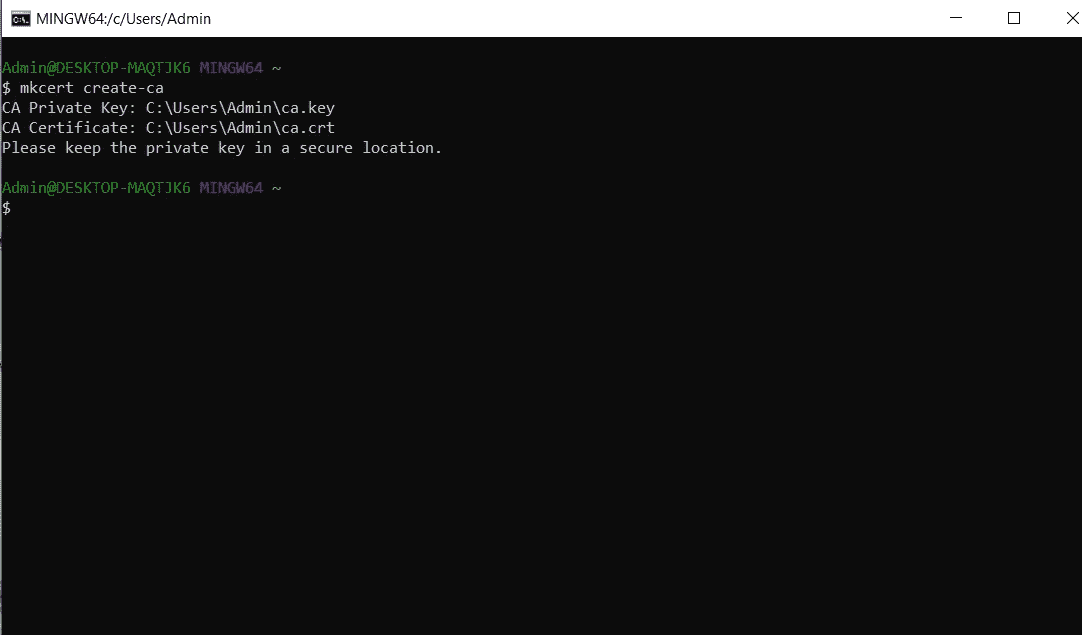 MINGW64:/c/Users/Admin
Admin@DESKTOP-MAQTJK6 MINGW64 ~
$ mkcert create-ca
CA Private Key: C:\Users\Admin\ca.key
CA Certificate: C:\Users\Admin\ca.crt
Please keep the private key in a secure location.
Admin@DESKTOP-MAQTJK6 MINGW64 ~
$